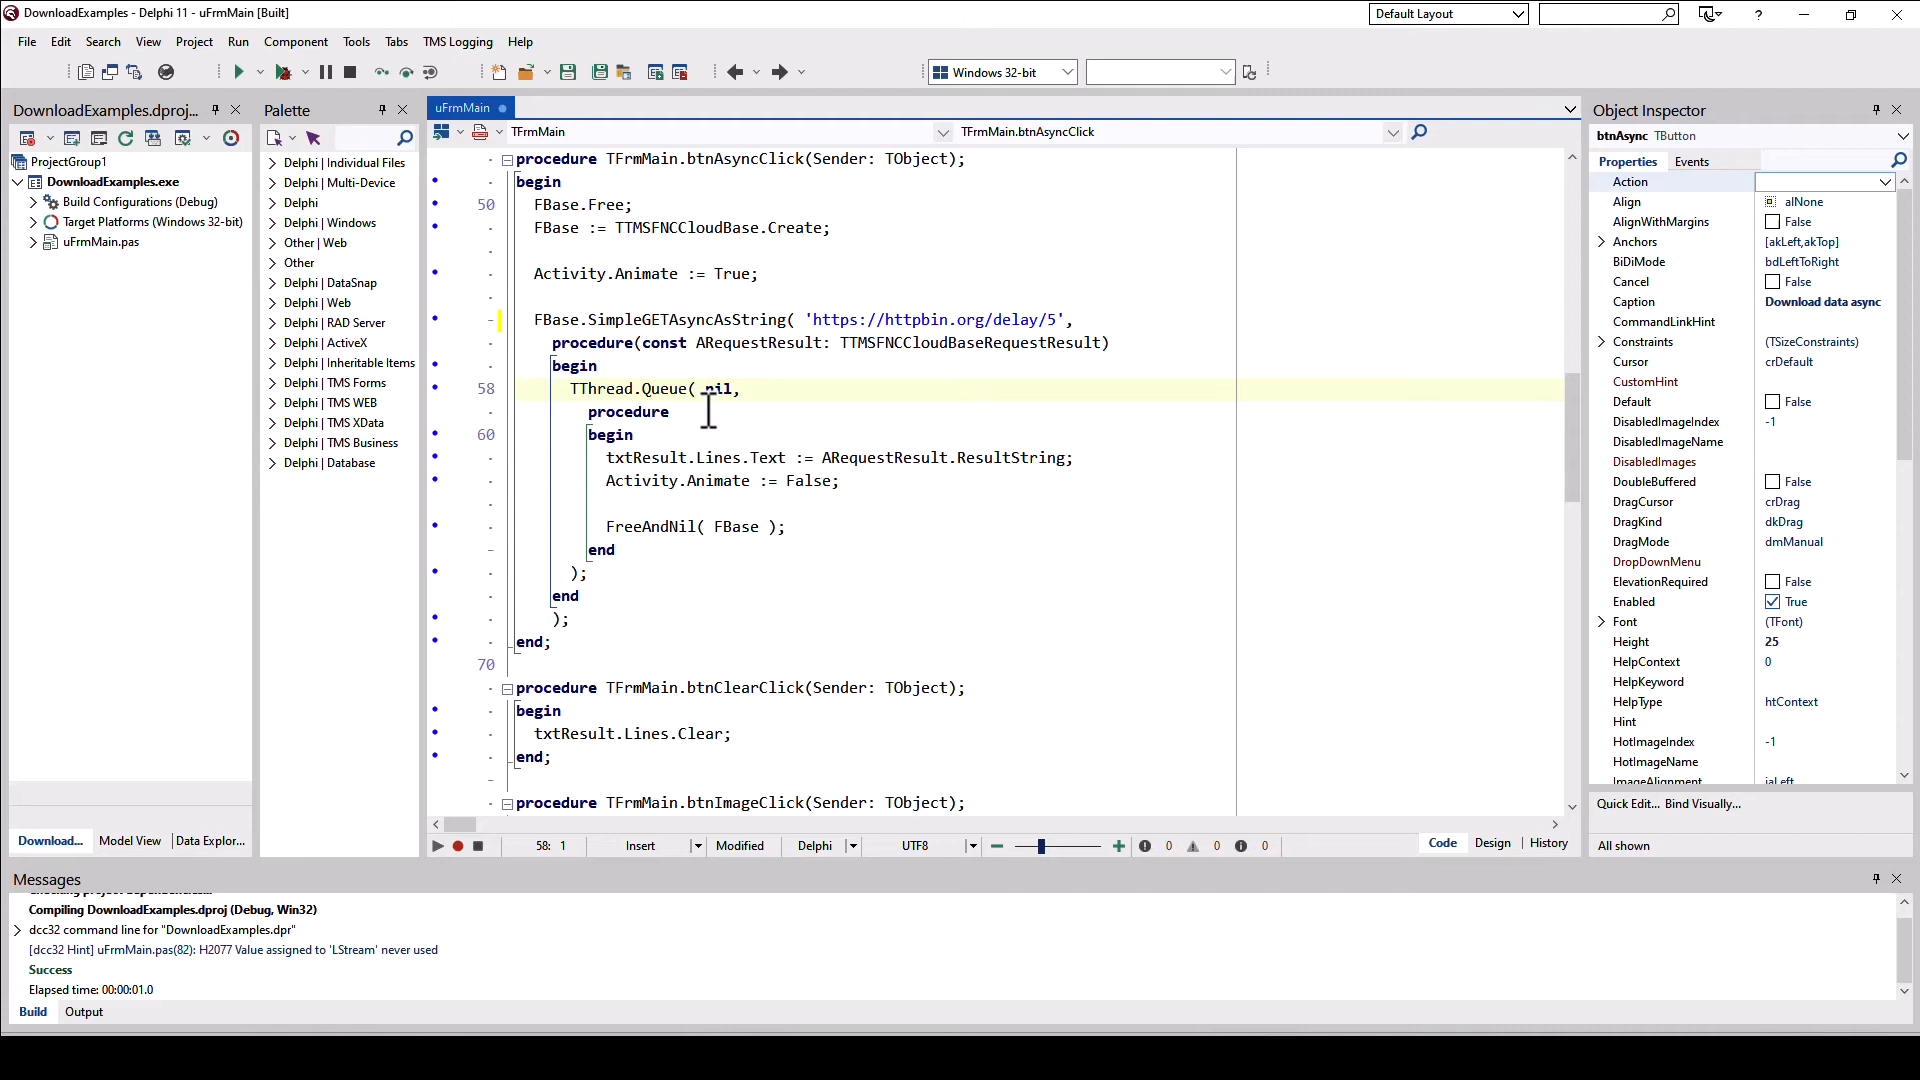 DownloadExamples - Delphi 11 - uFrmMain [Built]
Default Layout
File Edit Search View Project Run Component Tools Tabs TMS Logging Help
Windows 32-bit
DownloadExamples.dproj...
ProjectGroup1
DownloadExamples.exe
Build Configurations (Debug)
Target Platforms (Windows 32-bit)
uFrmMain.pas
Download... Model View Data Explor...
Palette
Delphi | Individual Files
Delphi | Multi-Device
Delphi
Delphi | Windows
Other | Web
Other
Delphi | DataSnap
Delphi | Web
Delphi | RAD Server
Delphi | ActiveX
Delphi | Inheritable Items
Delphi | TMS Forms
Delphi | TMS WEB
Delphi | TMS XData
Delphi | TMS Business
Delphi | Database
uFrmMain
TFrmMain TFrmMain.btnAsyncClick
procedure TFrmMain.btnAsyncClick(Sender: TObject);
begin
50 FBase.Free;
FBase := TTMSFNCCloudBase.Create;
Activity.Animate := True;
FBase.SimpleGETAsyncAsString( 'https://httpbin.org/delay/5',
procedure(const ARequestResult: TTMSFNCCloudBaseRequestResult)
begin
58 TThread.Queue( nil,
procedure
60 begin
txtResult.Lines.Text := ARequestResult.ResultString;
Activity.Animate := False;
FreeAndNil( FBase );
end
);
end
);
end;
70
procedure TFrmMain.btnClearClick(Sender: TObject);
begin
txtResult.Lines.Clear;
end;
procedure TFrmMain.btnImageClick(Sender: TObject);
58: 1 Insert Modified Delphi UTF8 0 0 0 Code Design History
Object Inspector
btnAsync TButton
Properties Events
Action
Align alNone
AlignWithMargins False
Anchors [akLeft,akTop]
BiDiMode bdLeftToRight
Cancel False
Caption Download data async
CommandLinkHint
Constraints (TSizeConstraints)
Cursor crDefault
CustomHint
Default False
DisabledImageIndex -1
DisabledImageName
DisabledImages
DoubleBuffered False
DragCursor crDrag
DragKind dkDrag
DragMode dmManual
DropDownMenu
ElevationRequired False
Enabled True
Font (TFont)
Height 25
HelpContext 0
HelpKeyword
HelpType htContext
Hint
HotImageIndex -1
HotImageName
ImageAlignment iaLeft
Quick Edit... Bind Visually...
All shown
Messages
Checking project dependencies...
Compiling DownloadExamples.dproj (Debug, Win32)
dcc32 command line for "DownloadExamples.dpr"
[dcc32 Hint] uFrmMain.pas(82): H2077 Value assigned to 'LStream' never used
Success
Elapsed time: 00:00:01.0
Build Output